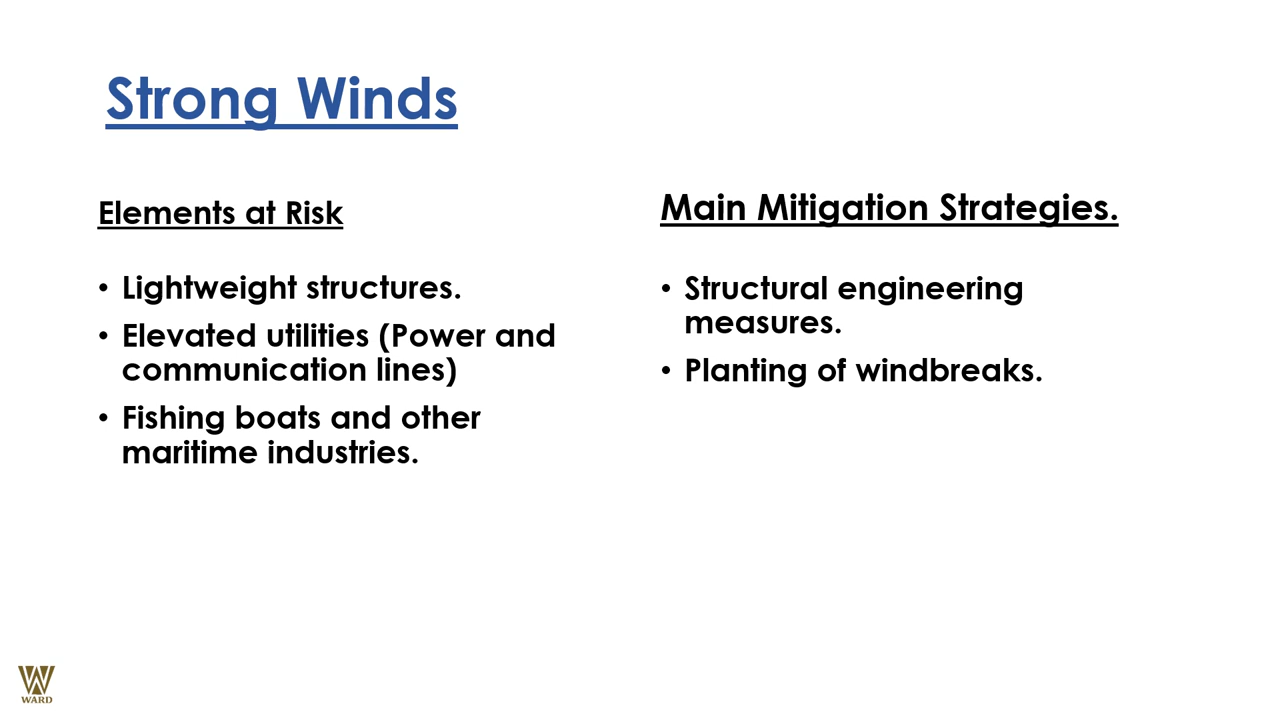 Strong Winds
Elements at Risk
• Lightweight structures.
• Elevated utilities (Power and
communication lines)
• Fishing boats and other
maritime industries.
Main Mitigation Strategies.
• Structural engineering
measures.
• Planting of windbreaks.
WARD